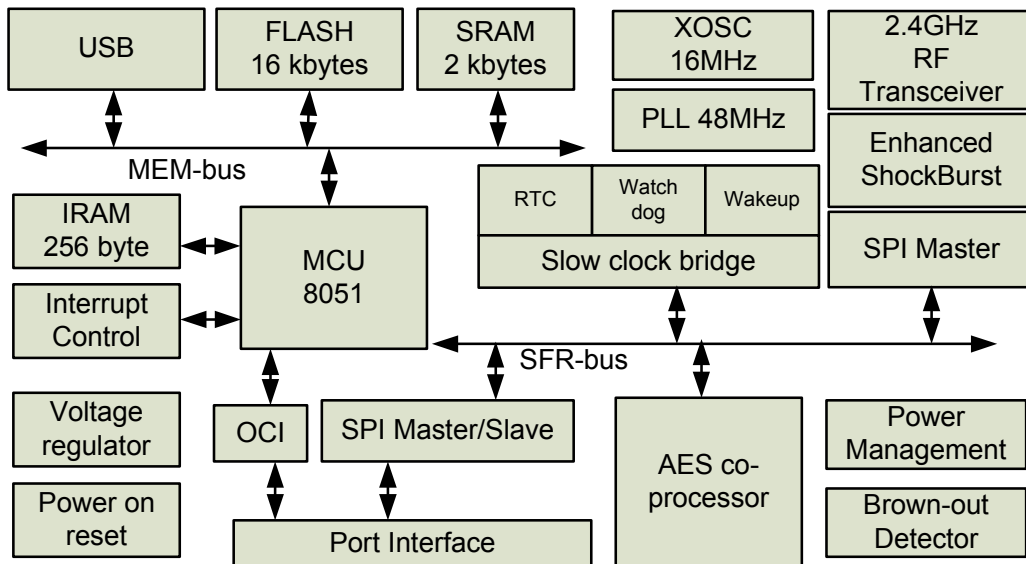 USB
FLASH
16 kbytes
SRAM
2 kbytes
XOSC
16MHz
2.4GHz
RF
Transceiver
PLL 48MHz
MEM-bus
Enhanced
ShockBurst
RTC
Watch
dog
Wakeup
IRAM
256 byte
MCU
8051
Slow clock bridge
SPI Master
Interrupt
Control
SFR-bus
Voltage
regulator
OCI
SPI Master/Slave
AES co-
processor
Power
Management
Power on
reset
Port Interface
Brown-out
Detector